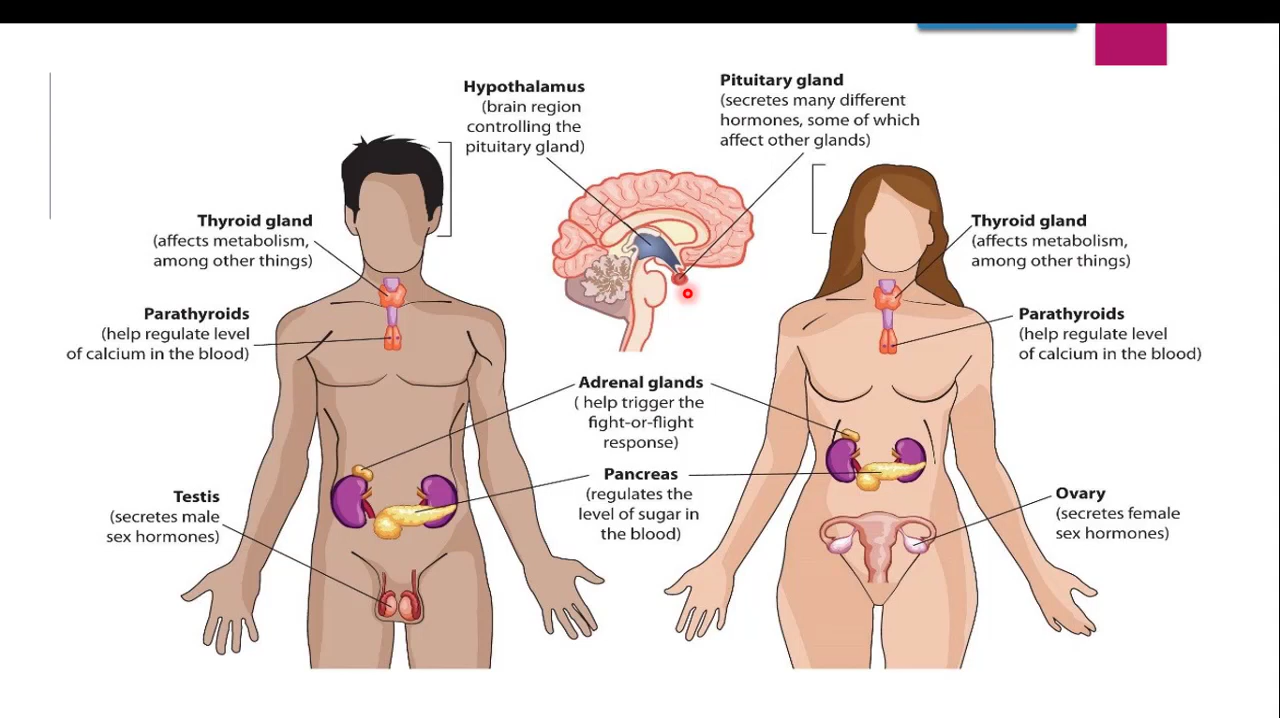 Hypothalamus
(brain region
controlling the
pituitary gland)
Pituitary gland
(secretes many different
hormones, some of which
affect other glands)
Thyroid gland
(affects metabolism,
among other things)
Parathyroids
(help regulate level
of calcium in the blood)
Testis
(secretes male
sex hormones)
Adrenal glands
( help trigger the
fight-or-flight
response)
Pancreas
(regulates the
level of sugar in
the blood)
Thyroid gland
(affects metabolism,
among other things)
Parathyroids
(help regulate level
of calcium in the blood)
Ovary
(secretes female
sex hormones)